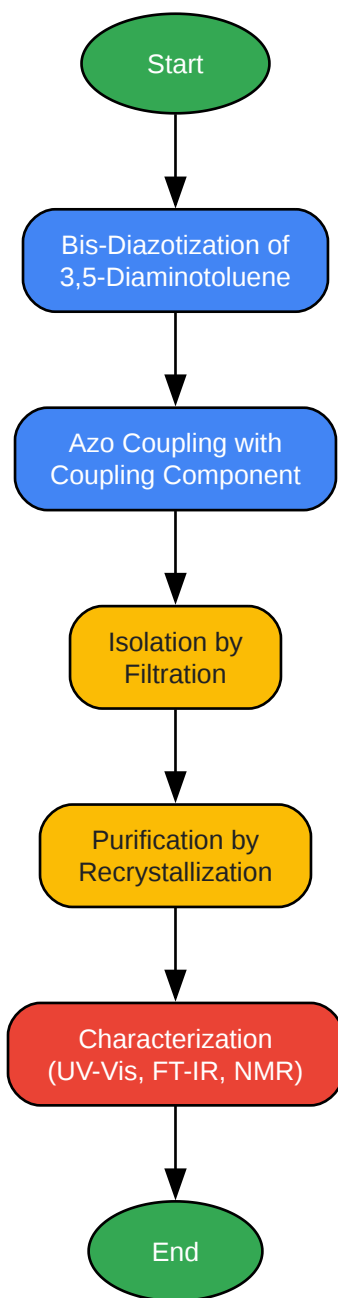 Start
Bis-Diazotization of
3,5-Diaminotoluene
Azo Coupling with
Coupling Component
Isolation by
Filtration
Purification by
Recrystallization
Characterization
(UV-Vis, FT-IR, NMR)
End